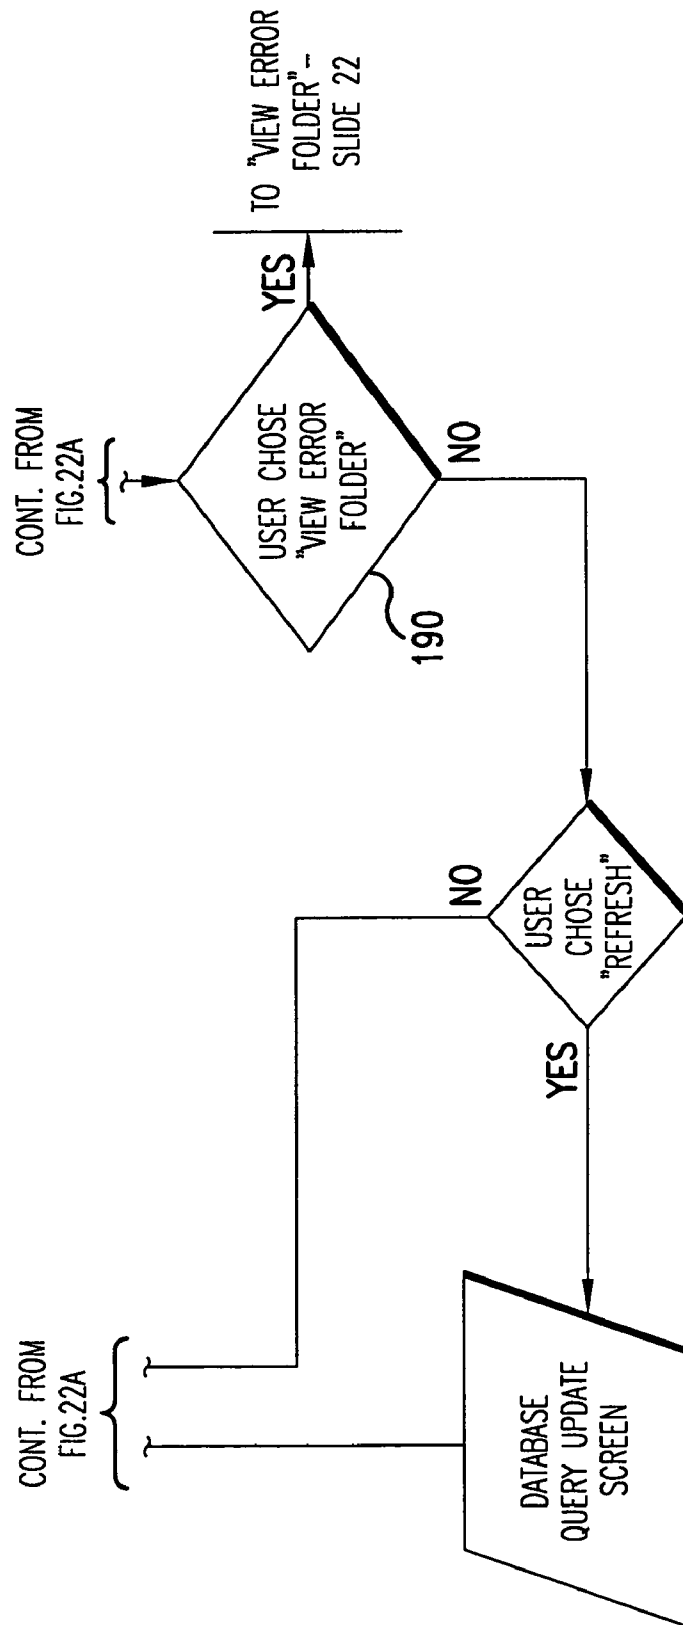 CONT. FROM
FIG.22A
CONT. FROM
FIG.22A
USER CHOSE
"VIEW ERROR
FOLDER"
190
YES
TO "VIEW ERROR
FOLDER"–
SLIDE 22
NO
USER
CHOSE
"REFRESH"
NO
YES
DATABASE
QUERY UPDATE
SCREEN